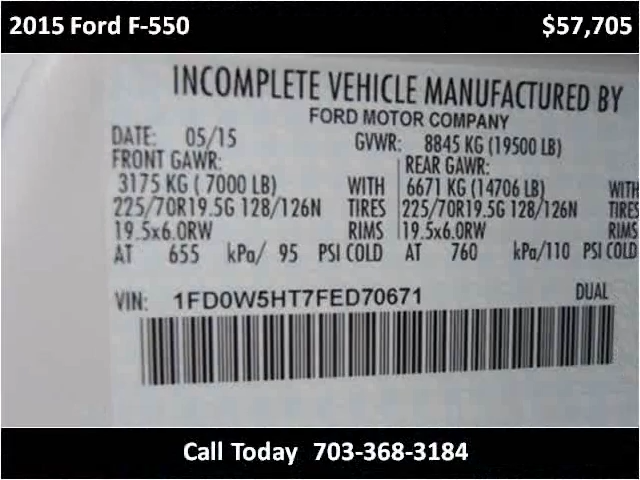 2015 Ford F-550 $57,705
INCOMPLETE VEHICLE MANUFACTURED BY
FORD MOTOR COMPANY
DATE: 05/15 GVWR: 8845 KG (19500 LB)
FRONT GAWR: REAR GAWR:
3175 KG ( 7000 LB) WITH 6671 KG (14706 LB) WITH
225/70R19.5G 128/126N TIRES 225/70R19.5G 128/126N TIRES
19.5x6.0RW RIMS 19.5x6.0RW RIMS
AT 655 kPa/ 95 PSI COLD AT 760 kPa/110 PSI COLD
VIN: 1FD0W5HT7FED70671 DUAL
Call Today 703-368-3184